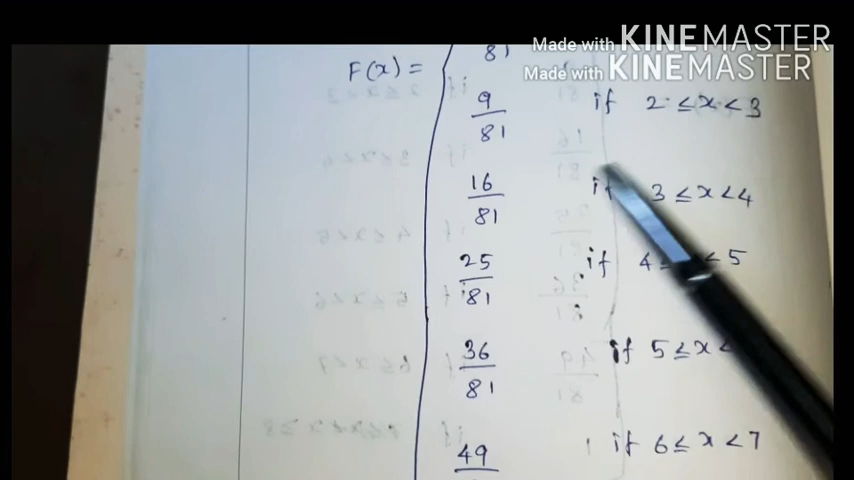 Made with KINEMASTER
Made with KINEMASTER
81
F(x) =
9/81 if 2 ≤ x < 3
16/81 if 3 ≤ x < 4
25/81 if 4 ≤ < 5
36/81 if 5 ≤ x <
49 if 6 ≤ x < 7